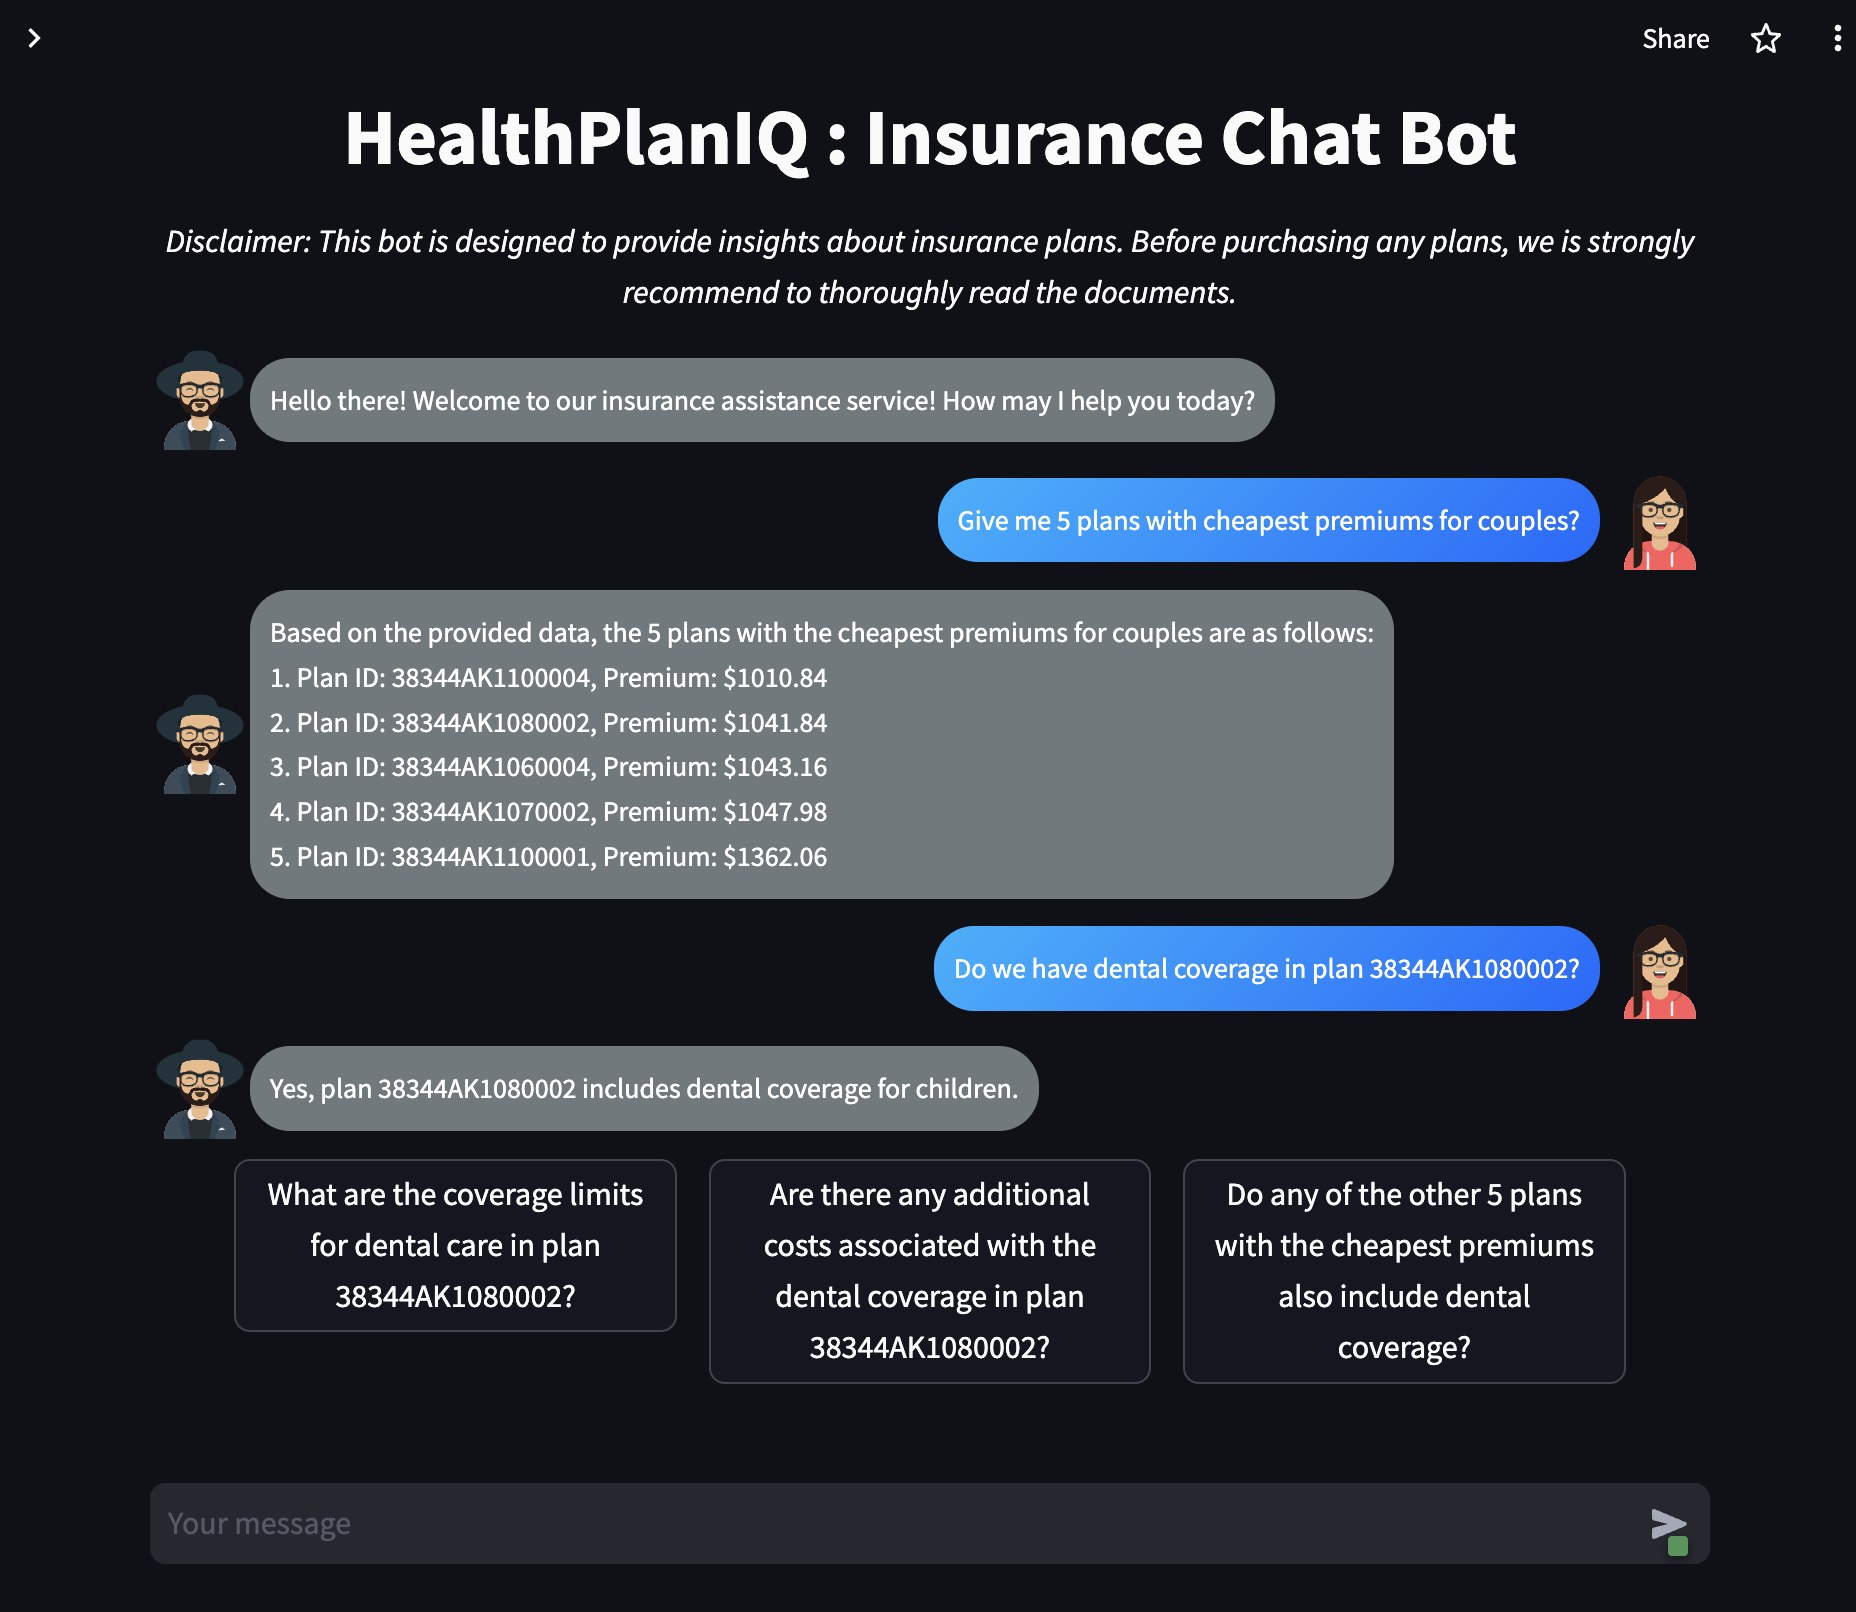 Share
HealthPlanIQ : Insurance Chat Bot
Disclaimer: This bot is designed to provide insights about insurance plans. Before purchasing any plans, we is strongly
recommend to thoroughly read the documents.
Hello there! Welcome to our insurance assistance service! How may I help you today?
Give me 5 plans with cheapest premiums for couples?
Based on the provided data, the 5 plans with the cheapest premiums for couples are as follows:
1. Plan ID: 38344AK1100004, Premium: $1010.84
2. Plan ID: 38344AK1080002, Premium: $1041.84
3. Plan ID: 38344AK1060004, Premium: $1043.16
4. Plan ID: 38344AK1070002, Premium: $1047.98
5. Plan ID: 38344AK1100001, Premium: $1362.06
Do we have dental coverage in plan 38344AK1080002?
Yes, plan 38344AK1080002 includes dental coverage for children.
What are the coverage limits
for dental care in plan
38344AK1080002?
Are there any additional
costs associated with the
dental coverage in plan
38344AK1080002?
Do any of the other 5 plans
with the cheapest premiums
also include dental
coverage?
Your message